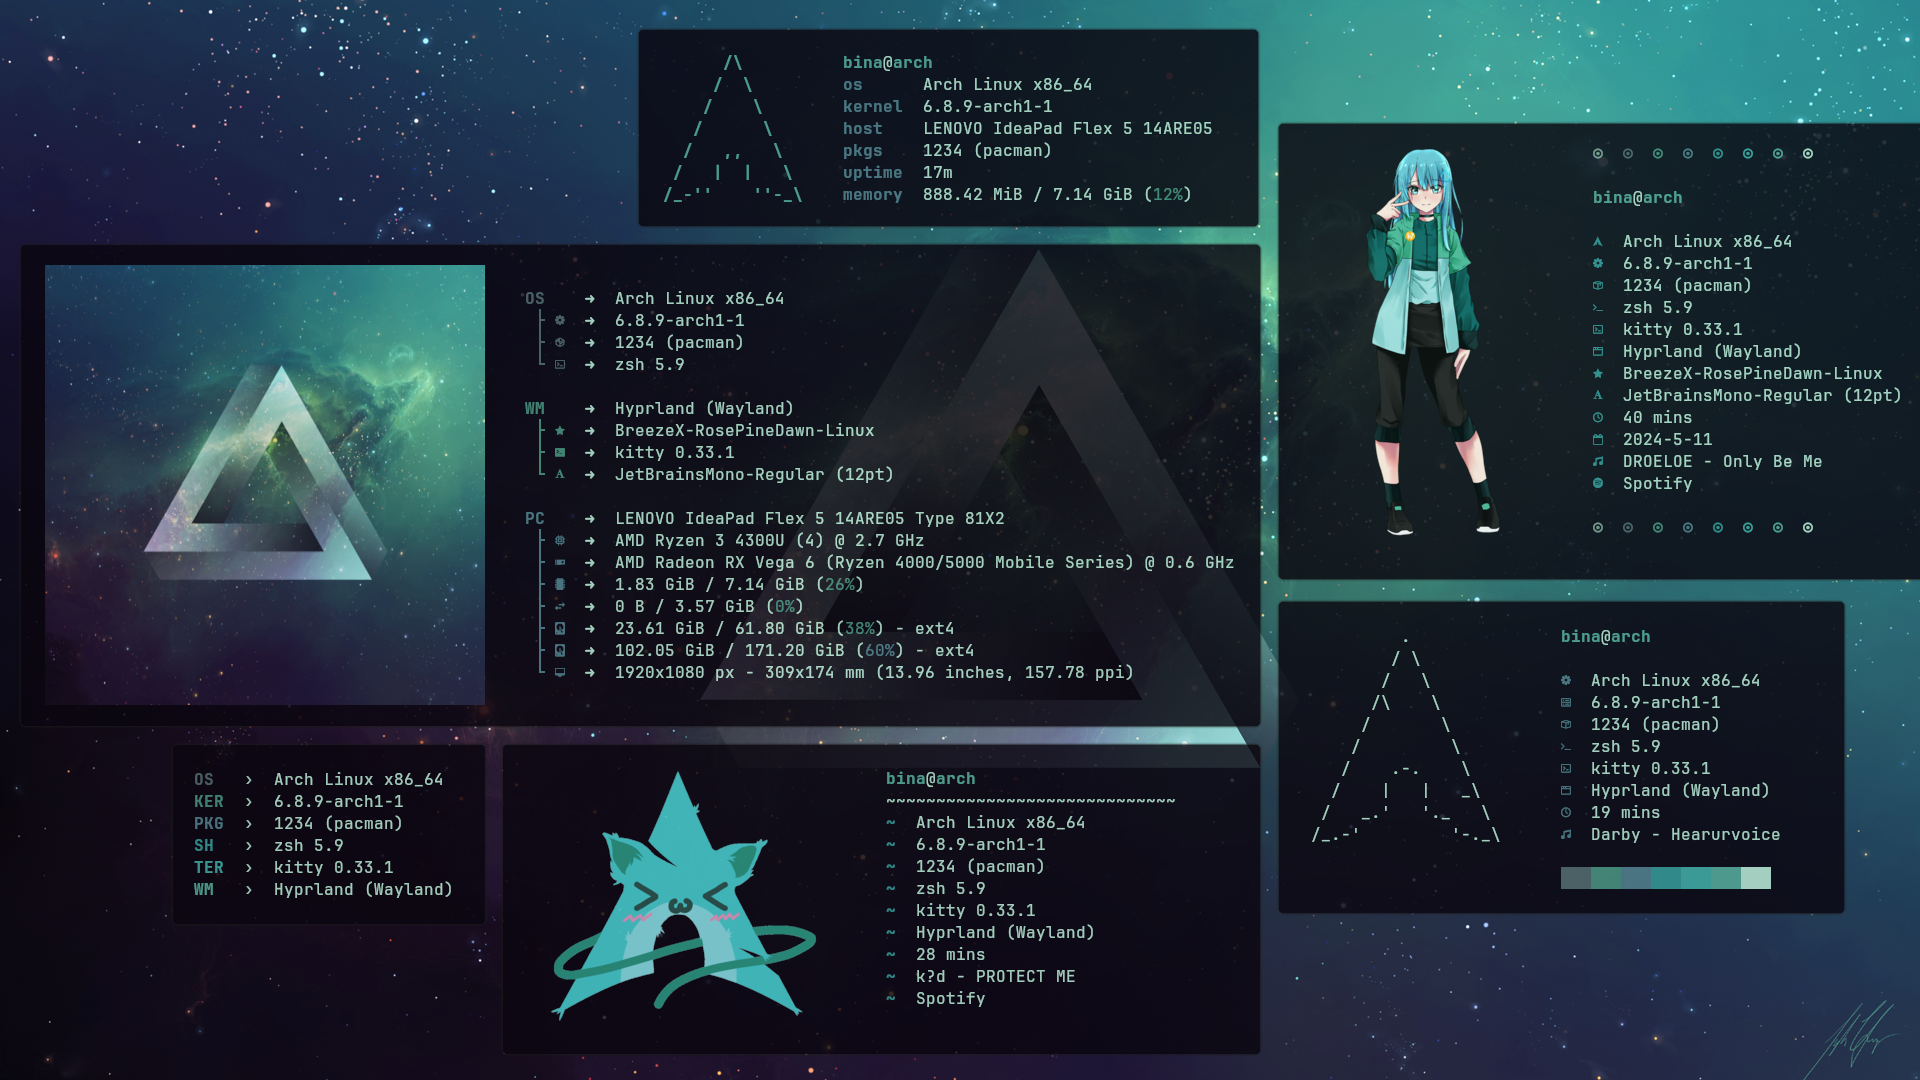 bina@arch
os Arch Linux x86_64
kernel 6.8.9-arch1-1
host LENOVO IdeaPad Flex 5 14ARE05
pkgs 1234 (pacman)
uptime 17m
memory 888.42 MiB / 7.14 GiB (12%)
OS Arch Linux x86_64
6.8.9-arch1-1
1234 (pacman)
zsh 5.9
WM Hyprland (Wayland)
BreezeX-RosePineDawn-Linux
kitty 0.33.1
JetBrainsMono-Regular (12pt)
PC LENOVO IdeaPad Flex 5 14ARE05 Type 81X2
AMD Ryzen 3 4300U (4) @ 2.7 GHz
AMD Radeon RX Vega 6 (Ryzen 4000/5000 Mobile Series) @ 0.6 GHz
1.83 GiB / 7.14 GiB (26%)
0 B / 3.57 GiB (0%)
23.61 GiB / 61.80 GiB (38%) - ext4
102.05 GiB / 171.20 GiB (60%) - ext4
1920x1080 px - 309x174 mm (13.96 inches, 157.78 ppi)
bina@arch
Arch Linux x86_64
6.8.9-arch1-1
1234 (pacman)
zsh 5.9
kitty 0.33.1
Hyprland (Wayland)
BreezeX-RosePineDawn-Linux
JetBrainsMono-Regular (12pt)
40 mins
2024-5-11
DROELOE - Only Be Me
Spotify
OS › Arch Linux x86_64
KER › 6.8.9-arch1-1
PKG › 1234 (pacman)
SH › zsh 5.9
TER › kitty 0.33.1
WM › Hyprland (Wayland)
bina@arch
~~~~~~~~~~~~~~~~~~~~~~~~~~~~~
~ Arch Linux x86_64
~ 6.8.9-arch1-1
~ 1234 (pacman)
~ zsh 5.9
~ kitty 0.33.1
~ Hyprland (Wayland)
~ 28 mins
~ k?d - PROTECT ME
~ Spotify
bina@arch
Arch Linux x86_64
6.8.9-arch1-1
1234 (pacman)
zsh 5.9
kitty 0.33.1
Hyprland (Wayland)
19 mins
Darby - Hearurvoice